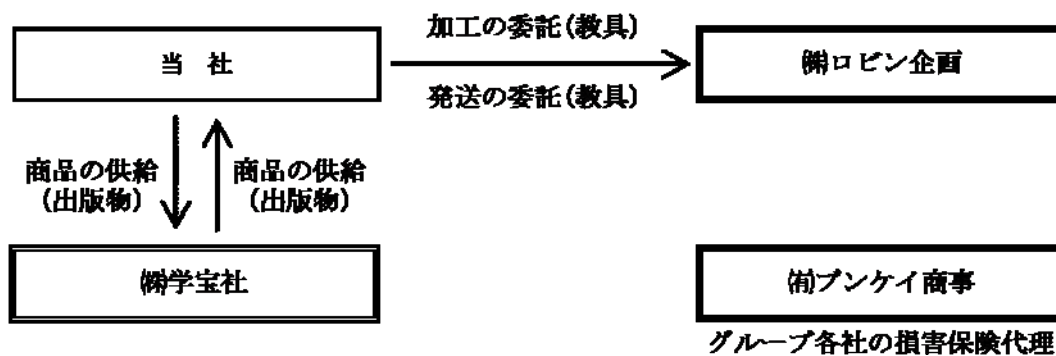 当 社
加工の委託(教具)
発送の委託(教具)
㈱ロビン企画
商品の供給
(出版物)
商品の供給
(出版物)
㈱学宝社
㈲ブンケイ商事
グループ各社の損害保険代理